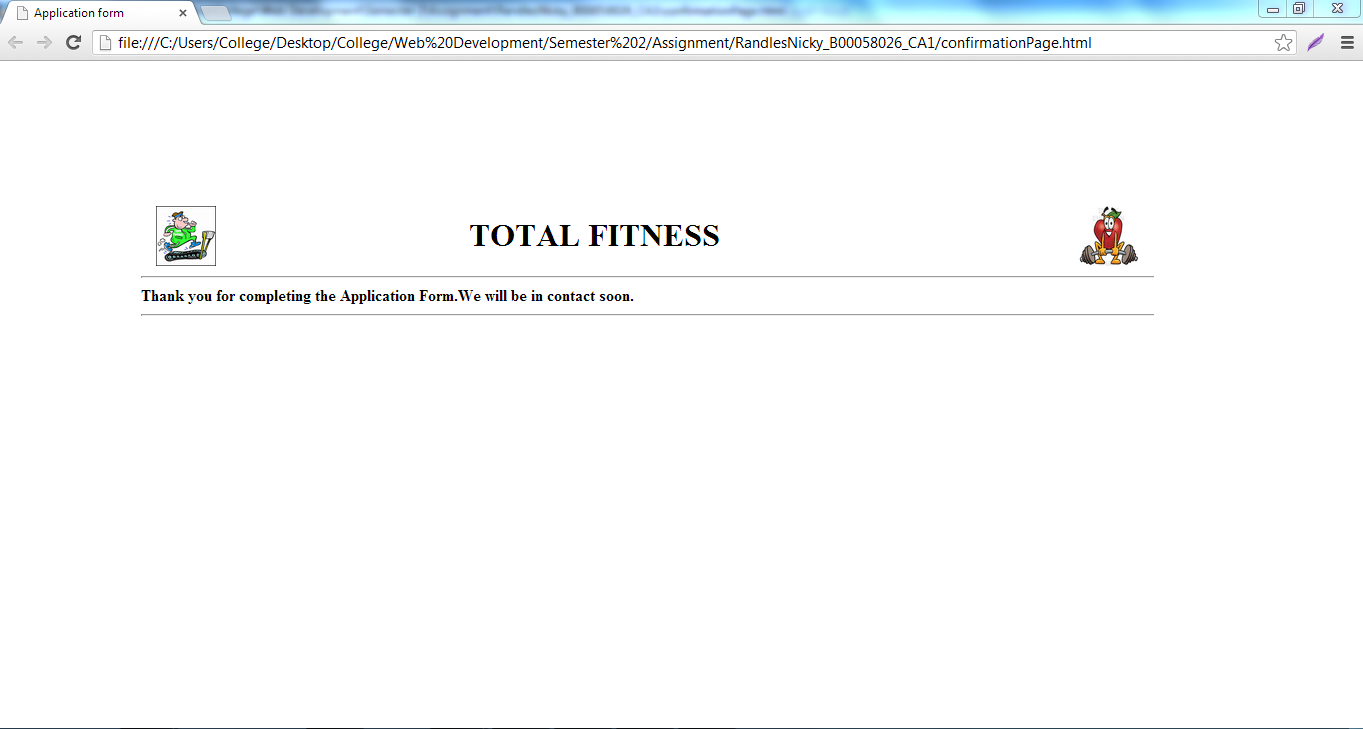 Application form
file:///C:/Users/College/Desktop/College/Web%20Development/Semester%202/Assignment/RandlesNicky_B00058026_CA1/confirmationPage.html
TOTAL FITNESS
Thank you for completing the Application Form.We will be in contact soon.